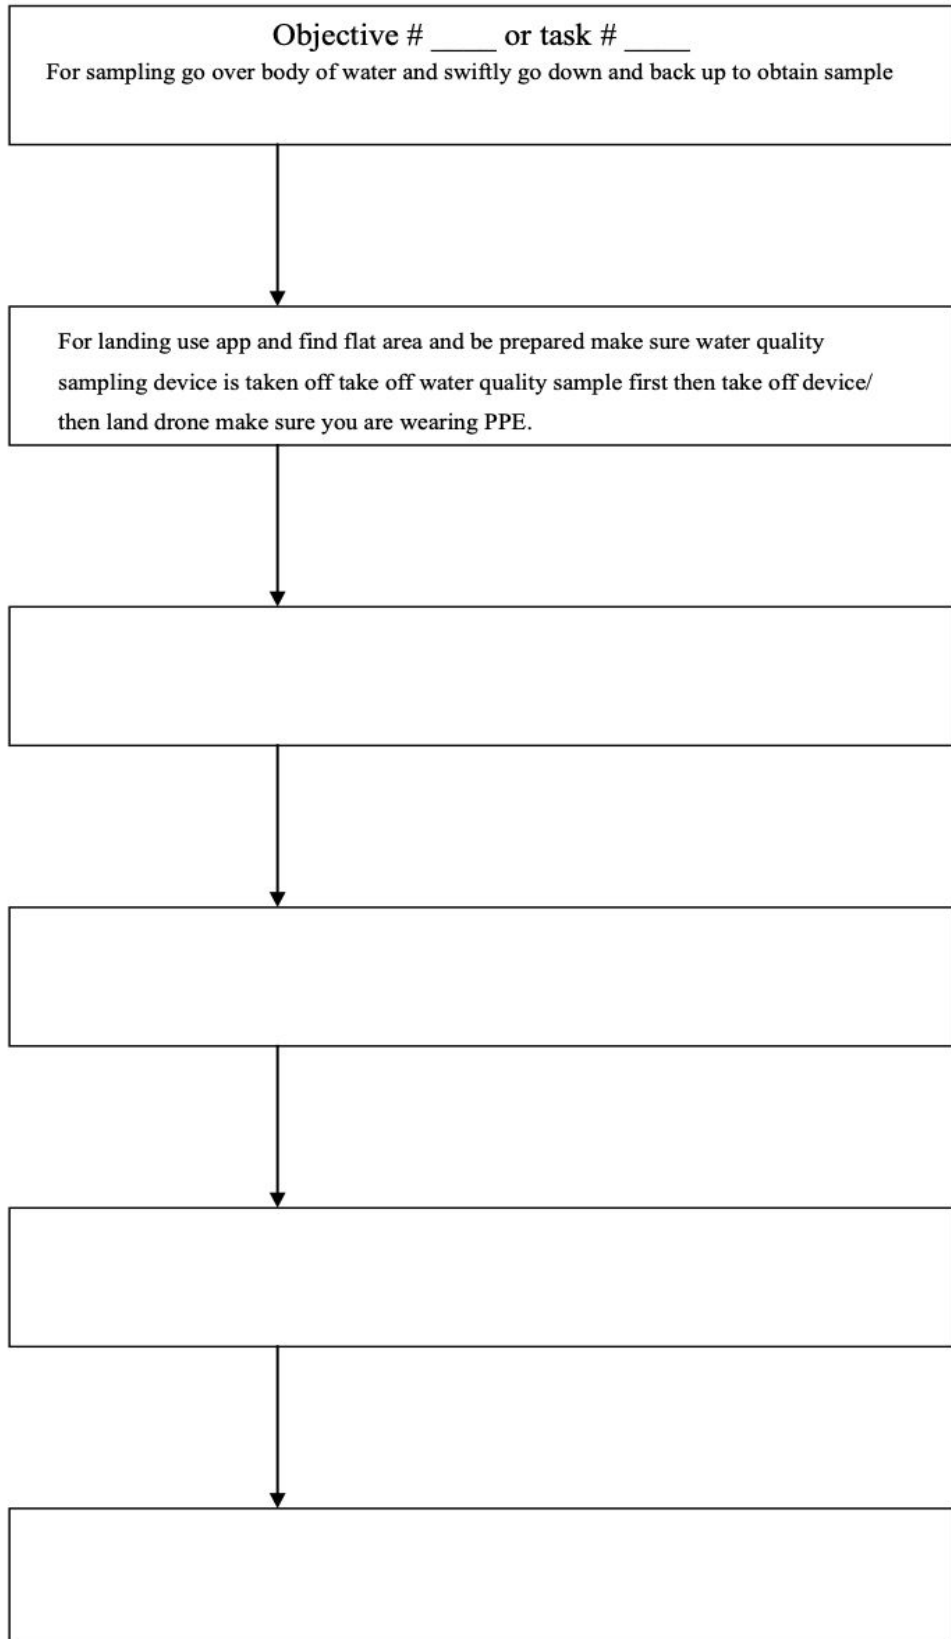 Objective # ____ or task # ____
For sampling go over body of water and swiftly go down and back up to obtain sample
For landing use app and find flat area and be prepared make sure water quality
sampling device is taken off take off water quality sample first then take off device/
then land drone make sure you are wearing PPE.